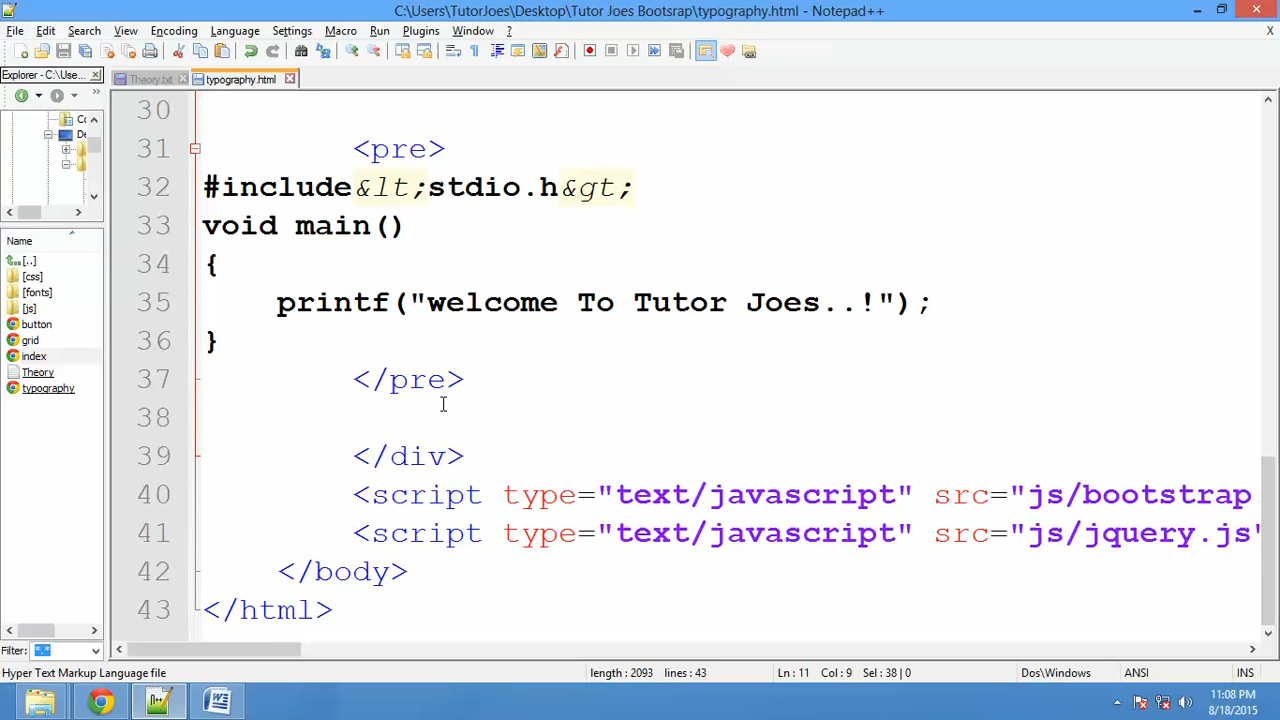 C:\Users\TutorJoes\Desktop\Tutor Joes Bootsrap\typography.html - Notepad++
File Edit Search View Encoding Language Settings Macro Run Plugins Window ? X
Explorer - C:\Use...
Theory.txt typography.html
30
31 <pre>
32 #include&lt;stdio.h&gt;
33 void main()
34 {
35 printf("welcome To Tutor Joes..!");
36 }
37 </pre>
38
39 </div>
40 <script type="text/javascript" src="js/bootstrap
41 <script type="text/javascript" src="js/jquery.js"
42 </body>
43 </html>
Name
[..]
[css]
[fonts]
[js]
button
grid
index
Theory
typography
Filter: *.*
Hyper Text Markup Language file length : 2093 lines : 43 Ln : 11 Col : 9 Sel : 38 | 0 Dos\Windows ANSI INS
11:08 PM
8/18/2015